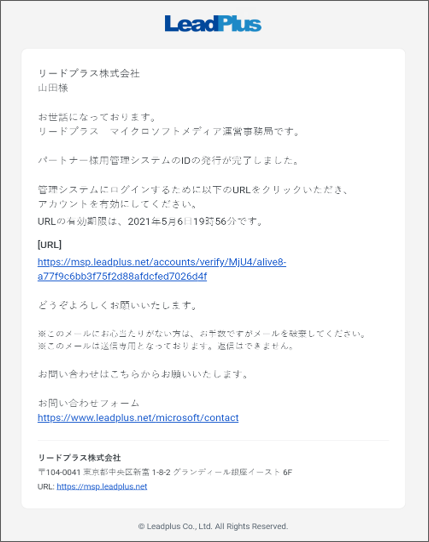 LeadPlus
リードプラス株式会社
山田様
お世話になっております。
リードプラス　マイクロソフトメディア運営事務局です。
パートナー様用管理システムのIDの発行が完了しました。
管理システムにログインするために以下のURLをクリックいただき、
アカウントを有効にしてください。
URLの有効期限は、2021年5月6日19時56分です。
[URL]
https://msp.leadplus.net/accounts/verify/MjU4/alive8-
a77f9c6bb3f75f2d88afdcfed7026d4f
どうぞよろしくお願いいたします。
※このメールにお心当たりがない方は、お手数ですがメールを破棄してください。
※このメールは送信専用となっております。返信はできません。
お問い合わせはこちらからお願いいたします。
お問い合わせフォーム
https://www.leadplus.net/microsoft/contact
リードプラス株式会社
〒104-0041 東京都中央区新富 1-8-2 グランディール銀座イースト 6F
URL: https://msp.leadplus.net
© Leadplus Co., Ltd. All Rights Reserved.